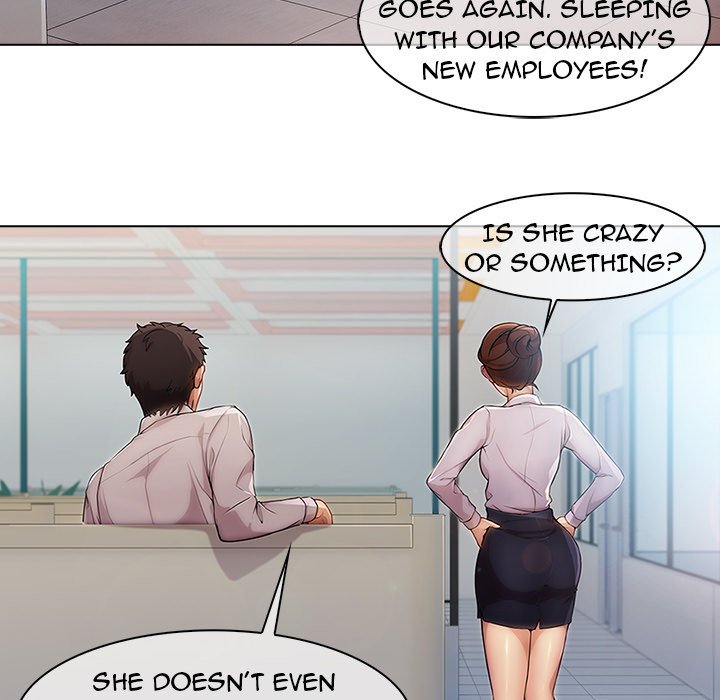 GOES AGAIN. SLEEPING
WITH OUR COMPANY'S
NEW EMPLOYEES!
IS SHE CRAZY
OR SOMETHING?
SHE DOESN'T EVEN